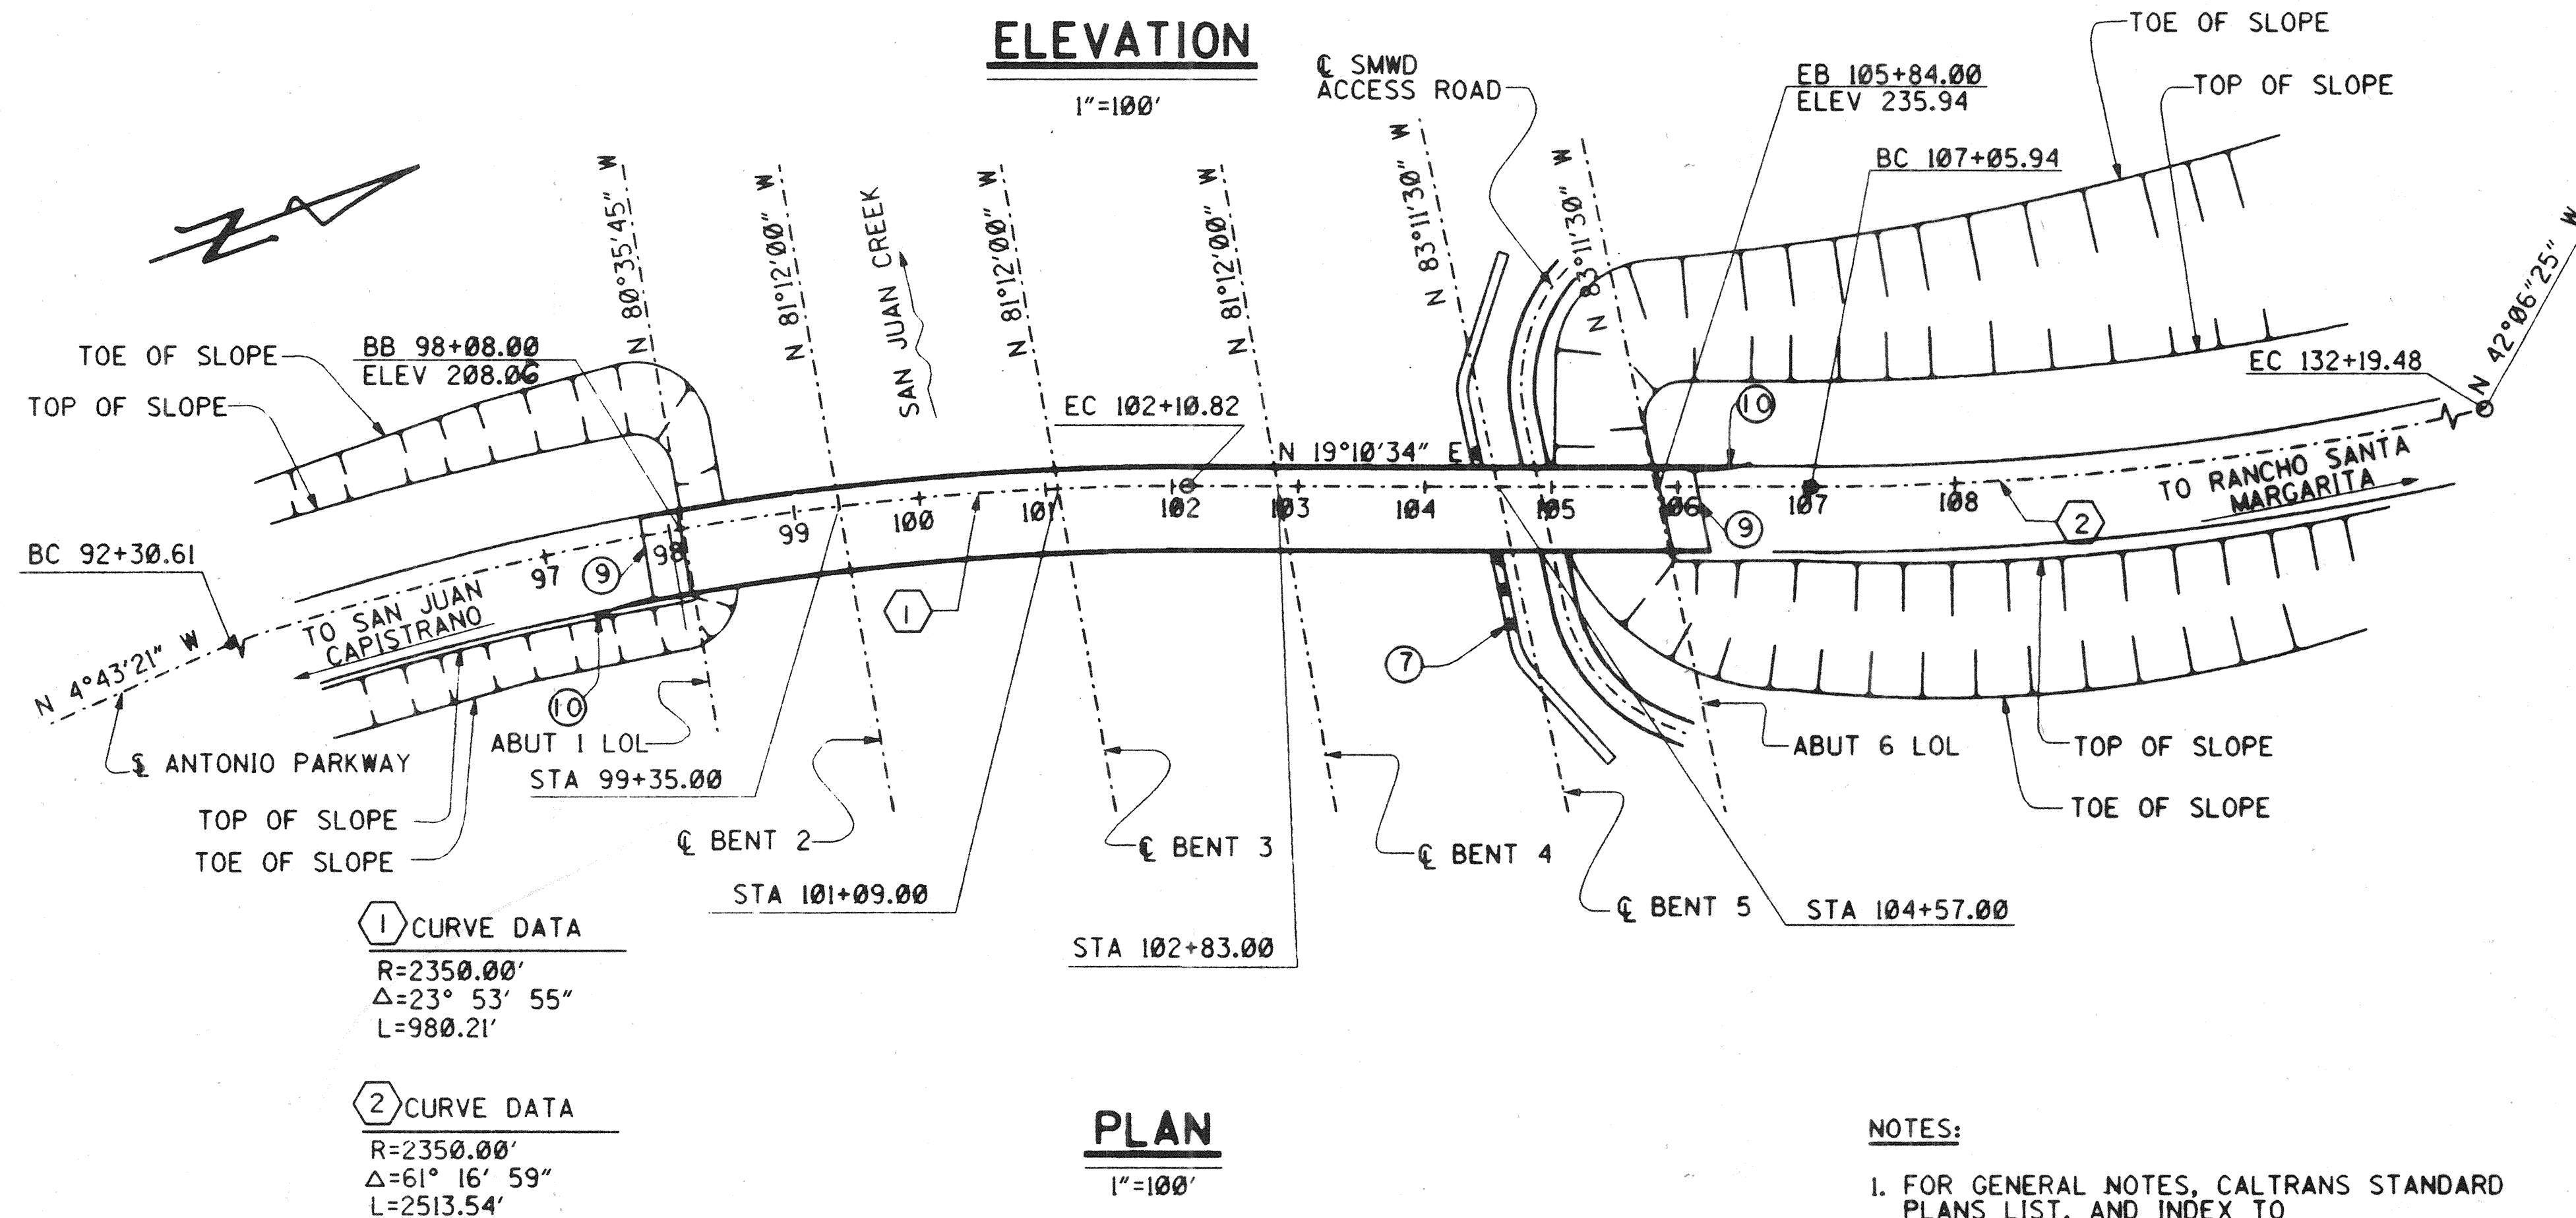 ELEVATION
1"=100'
℄ SMWD
ACCESS ROAD
EB 105+84.00
ELEV 235.94
TOE OF SLOPE
TOP OF SLOPE
BC 107+05.94
N 80°35'45" W
N 81°12'00" W
SAN JUAN CREEK
N 81°12'00" W
N 81°12'00" W
N 83°11'30" W
N 83°11'30" W
N 42°06"25" W
TOE OF SLOPE
TOP OF SLOPE
BB 98+08.00
ELEV 208.06
EC 102+10.82
N 19°10'34" E
10
EC 132+19.48
BC 92+30.61
97
98
99
100
101
102
103
104
105
106
107
108
9
9
1
2
TO RANCHO SANTA
MARGARITA
TO SAN JUAN
CAPISTRANO
N 4°43'21" W
10
7
℄ ANTONIO PARKWAY
ABUT 1 LOL
STA 99+35.00
ABUT 6 LOL
TOP OF SLOPE
TOE OF SLOPE
TOP OF SLOPE
TOE OF SLOPE
℄ BENT 2
℄ BENT 3
℄ BENT 4
℄ BENT 5
STA 101+09.00
STA 102+83.00
STA 104+57.00
1 CURVE DATA
R=2350.00'
Δ=23° 53' 55"
L=980.21'
2 CURVE DATA
R=2350.00'
Δ=61° 16' 59"
L=2513.54'
PLAN
1"=100'
NOTES:
1. FOR GENERAL NOTES, CALTRANS STANDARD
PLANS LIST, AND INDEX TO